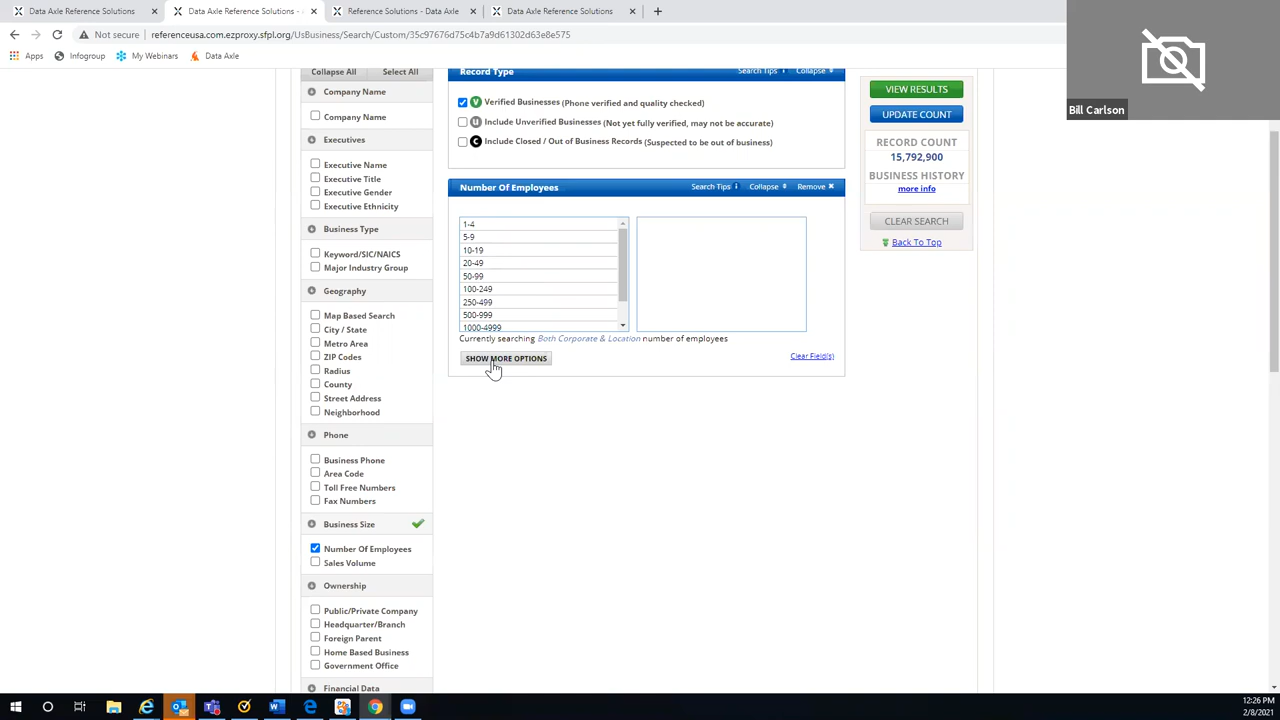 Data Axle Reference Solutions
Data Axle Reference Solutions -
Reference Solutions - Data Axle
Data Axle Reference Solutions
Not secure
referenceusa.com.ezproxy.sfpl.org/UsBusiness/Search/Custom/35c97676d75c4b7a9d61302d63e8e575
Apps
Infogroup
My Webinars
Data Axle
Bill Carlson
Collapse All
Select All
Company Name
Company Name
Executives
Executive Name
Executive Title
Executive Gender
Executive Ethnicity
Business Type
Keyword/SIC/NAICS
Major Industry Group
Geography
Map Based Search
City / State
Metro Area
ZIP Codes
Radius
County
Street Address
Neighborhood
Phone
Business Phone
Area Code
Toll Free Numbers
Fax Numbers
Business Size
Number Of Employees
Sales Volume
Ownership
Public/Private Company
Headquarter/Branch
Foreign Parent
Home Based Business
Government Office
Financial Data
Record Type
Search Tips
Collapse
V Verified Businesses (Phone verified and quality checked)
U Include Unverified Businesses (Not yet fully verified, may not be accurate)
C Include Closed / Out of Business Records (Suspected to be out of business)
Number Of Employees
Search Tips
Collapse
Remove
1-4
5-9
10-19
20-49
50-99
100-249
250-499
500-999
1000-4999
Currently searching Both Corporate & Location number of employees
SHOW MORE OPTIONS
Clear Field(s)
VIEW RESULTS
UPDATE COUNT
RECORD COUNT
15,792,900
BUSINESS HISTORY
more info
CLEAR SEARCH
Back To Top
12:26 PM
2/8/2021